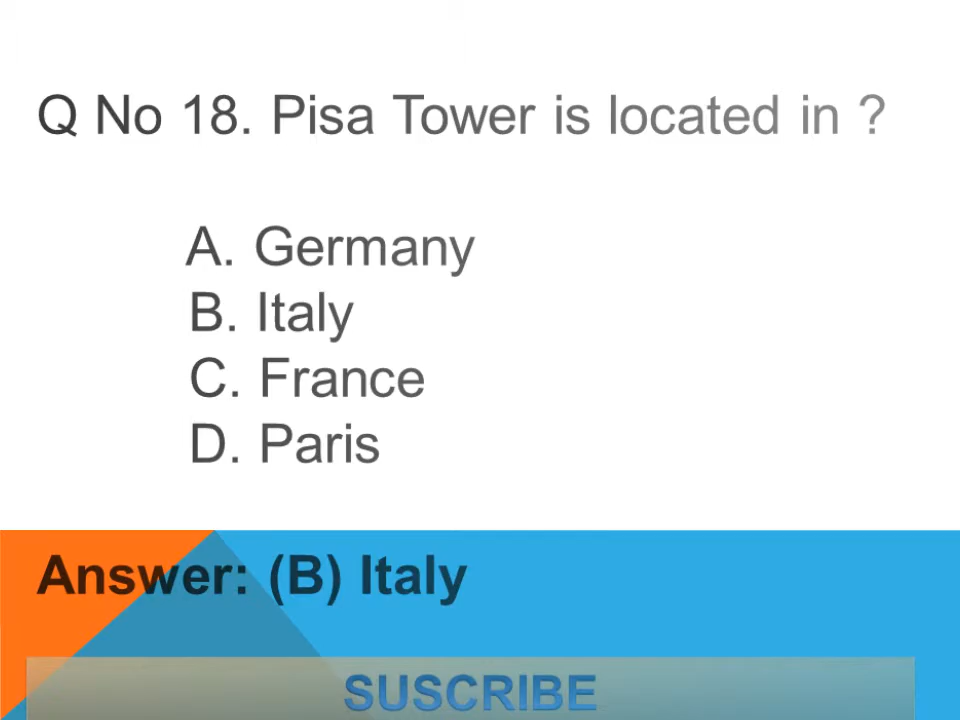 Q No 18. Pisa Tower is located in ?
A. Germany
B. Italy
C. France
D. Paris
Answer: (B) Italy
SUSCRIBE